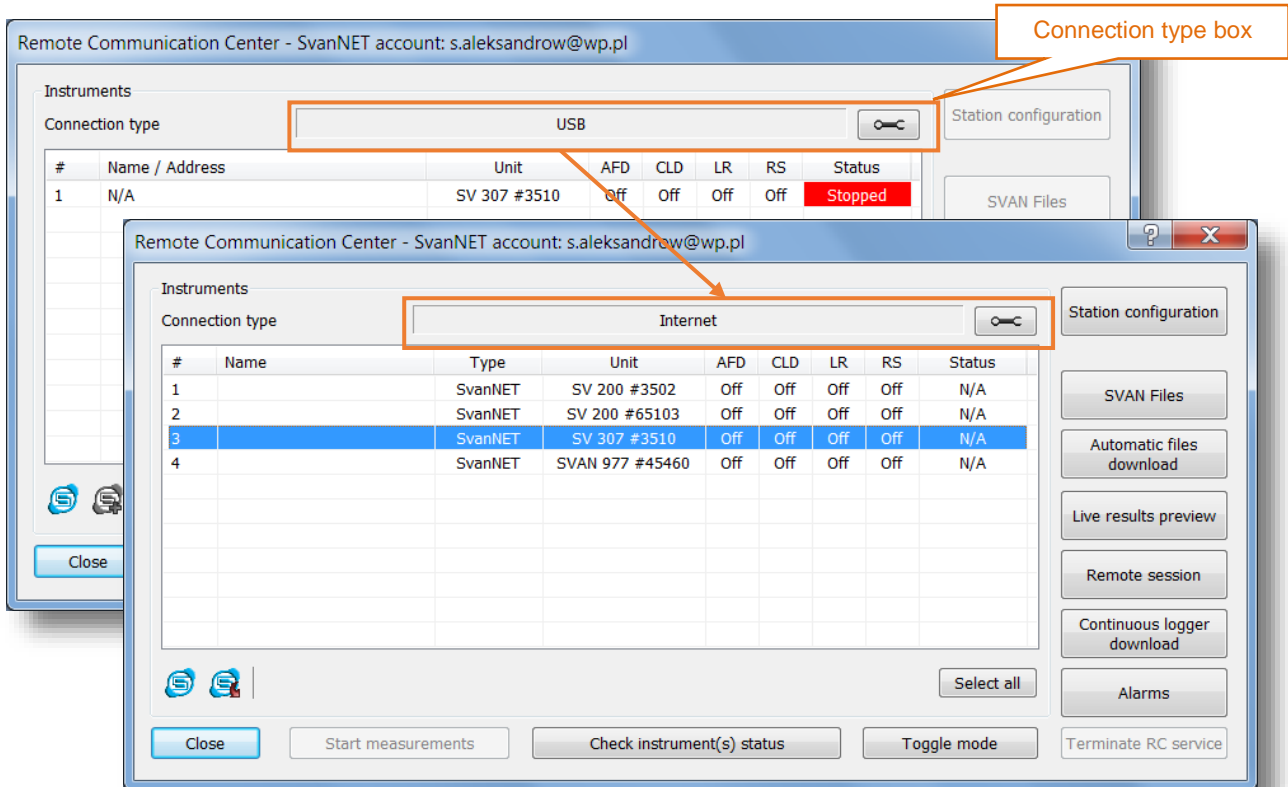 Connection type box
Remote Communication Center - SvanNET account: s.aleksandrow@wp.pl
Instruments
Connection type USB Station configuration
# Name / Address Unit AFD CLD LR RS Status
1 N/A SV 307 #3510 Off Off Off Off Stopped
SVAN Files
Close
Remote Communication Center - SvanNET account: s.aleksandrow@wp.pl
? X
Instruments
Connection type Internet Station configuration
# Name Type Unit AFD CLD LR RS Status
1 SvanNET SV 200 #3502 Off Off Off Off N/A
2 SvanNET SV 200 #65103 Off Off Off Off N/A
3 SvanNET SV 307 #3510 Off Off Off Off N/A
4 SvanNET SVAN 977 #45460 Off Off Off Off N/A
SVAN Files
Automatic files
download
Live results preview
Remote session
Continuous logger
download
Select all
Alarms
Close Start measurements Check instrument(s) status Toggle mode Terminate RC service